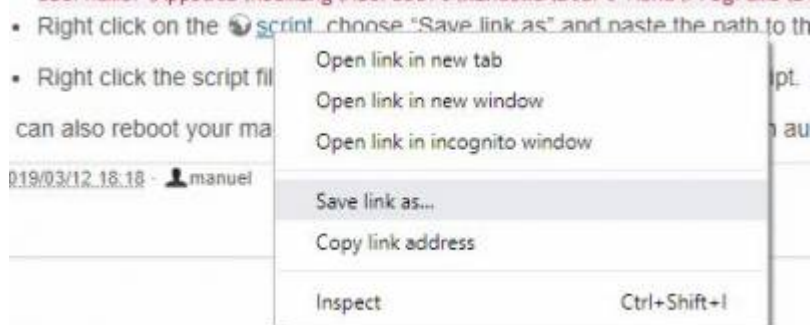 • Right click on the script, choose "Save link as" and paste the path to th
• Right click the script fil
ipt.
can also reboot your ma
au
019/03/12 18:18 - manuel
Open link in new tab
Open link in new window
Open link in incognito window
Save link as...
Copy link address
Inspect Ctrl+Shift+I